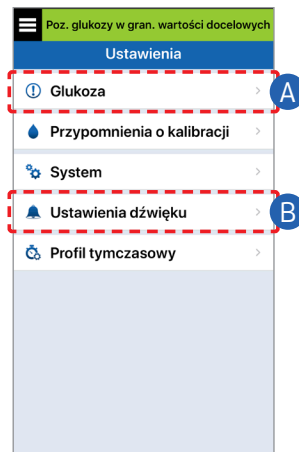 Poz. glukozy w gran. wartości docelowych
Ustawienia
Glukoza
A
Przypomnienia o kalibracji
System
Ustawienia dźwięku
B
Profil tymczasowy